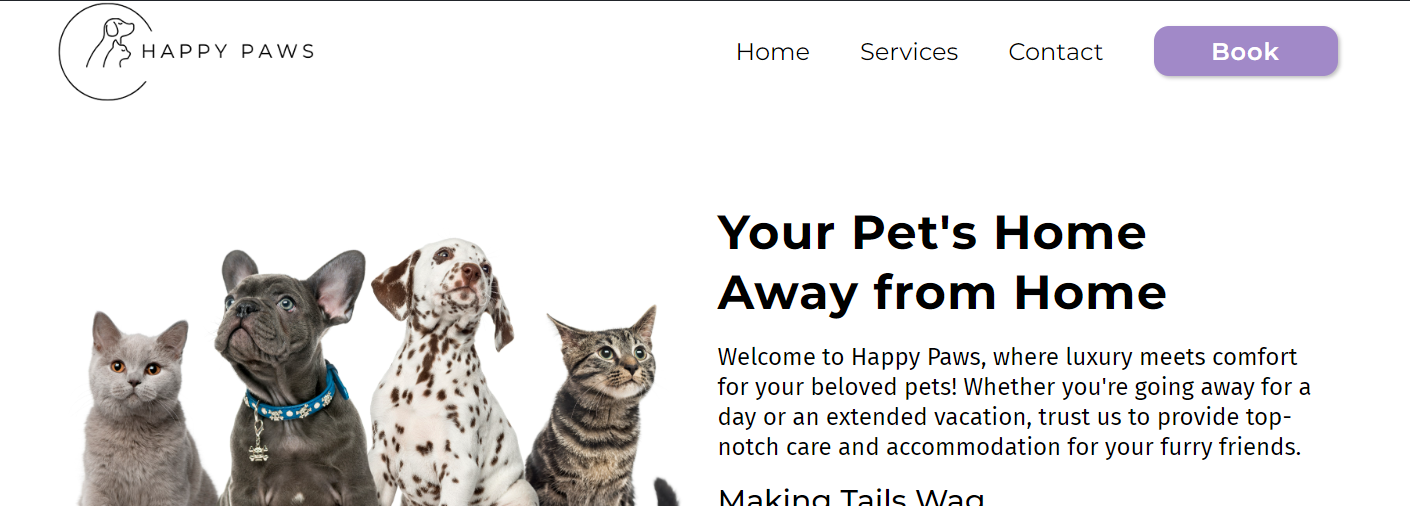 HAPPY PAWS
Home Services Contact Book
Your Pet's Home
Away from Home
Welcome to Happy Paws, where luxury meets comfort
for your beloved pets! Whether you're going away for a
day or an extended vacation, trust us to provide top-
notch care and accommodation for your furry friends.
Making Tails Wag